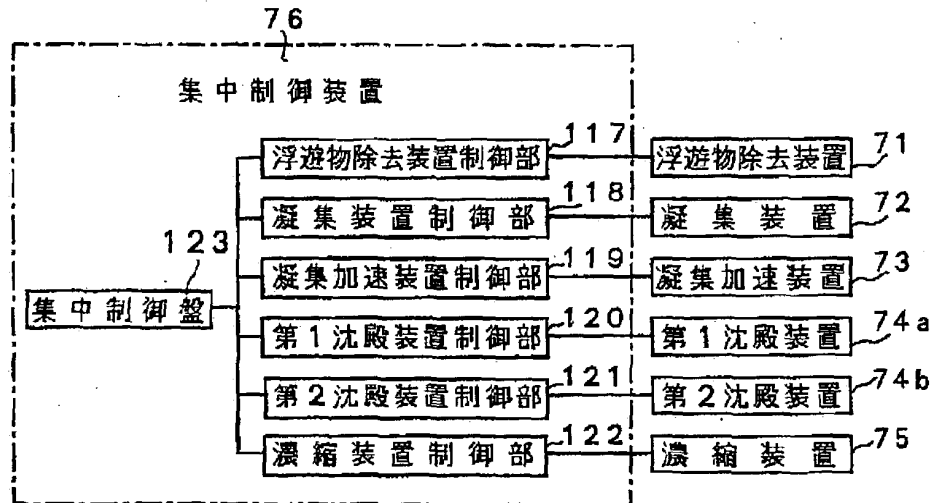 76
集中制御装置
117
浮遊物除去装置制御部
浮遊物除去装置
71
118
凝集装置制御部
凝集装置
72
123
119
凝集加速装置制御部
凝集加速装置
73
集中制御盤
120
第1沈殿装置制御部
第1沈殿装置
74a
121
第2沈殿装置制御部
第2沈殿装置
74b
122
濃縮装置制御部
濃縮装置
75